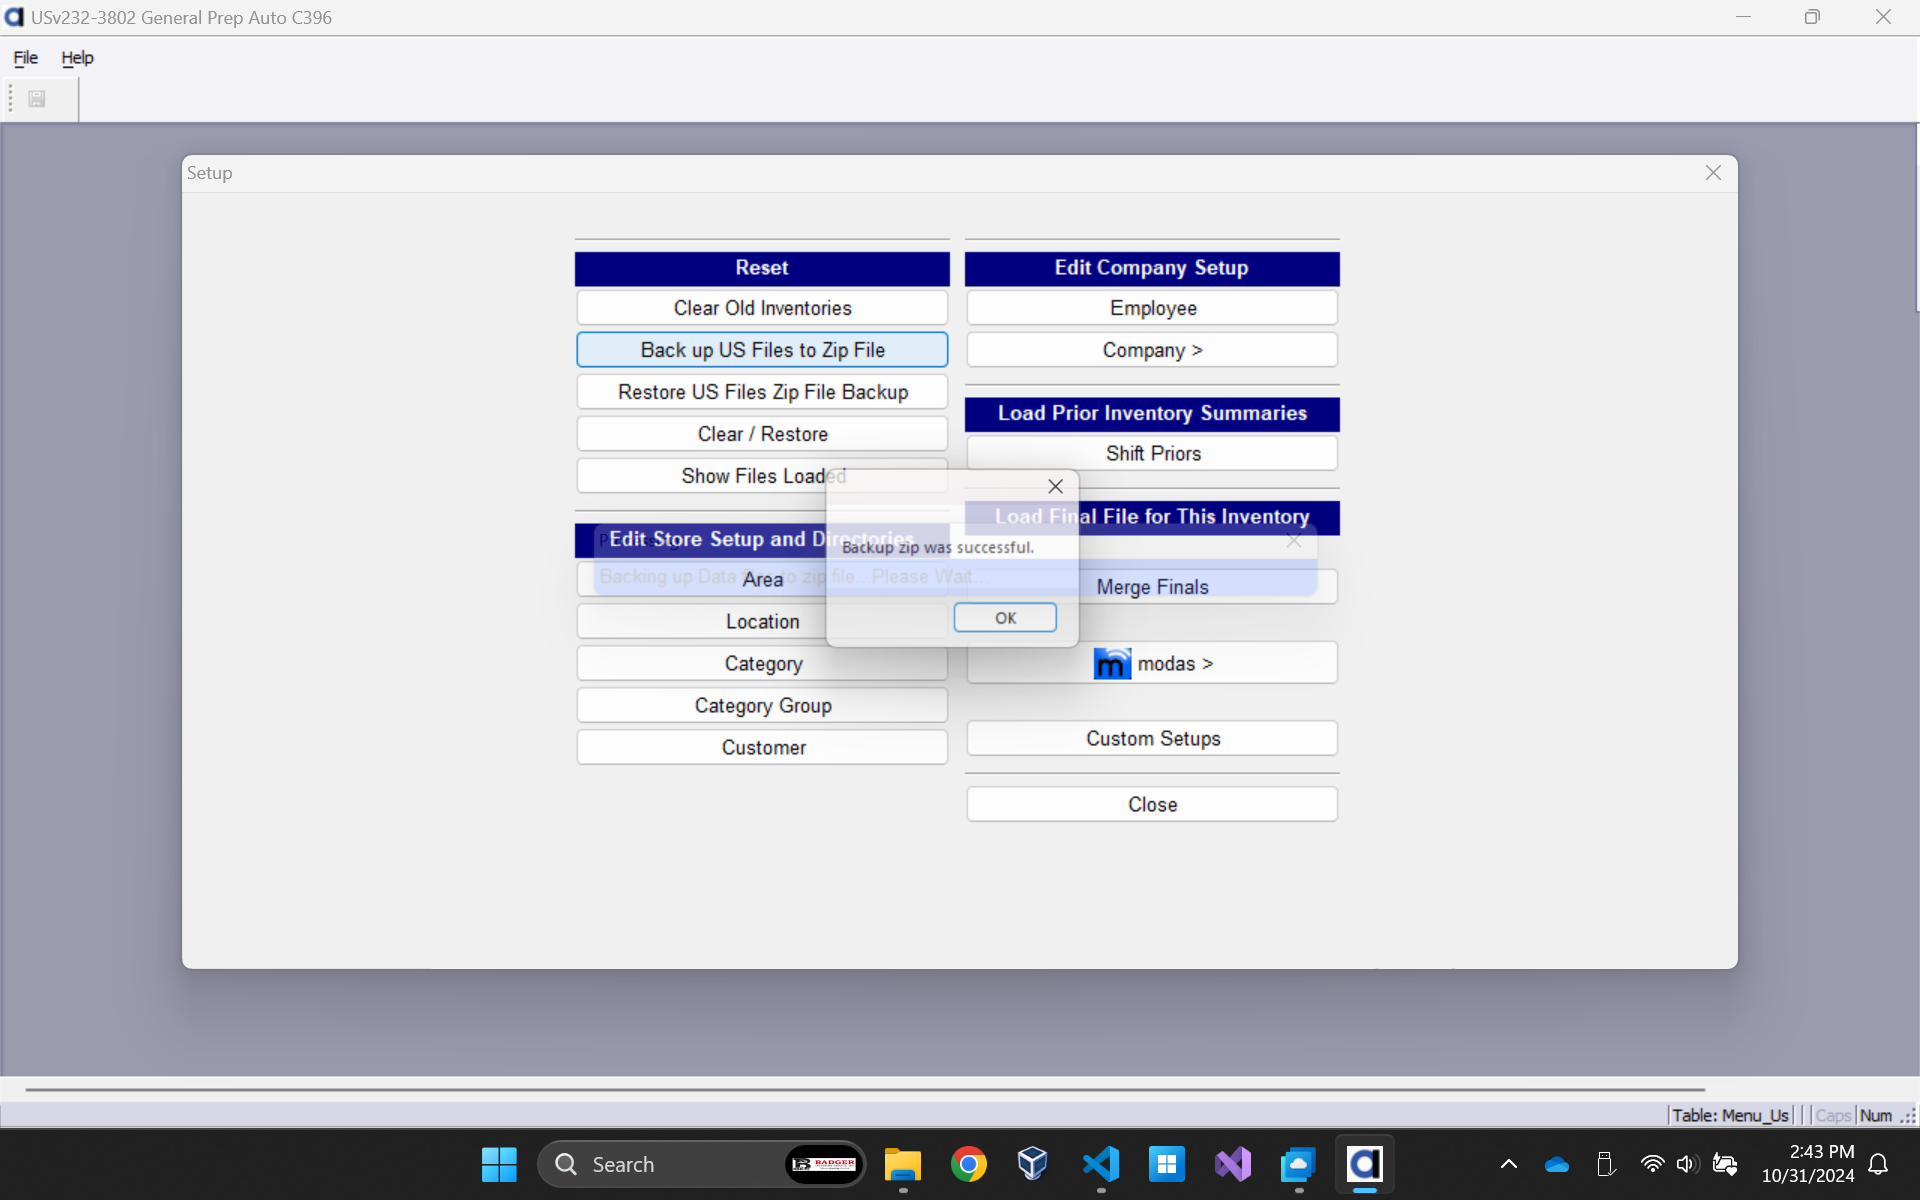 USv232-3802 General Prep Auto C396
File Help
Setup
Reset
Clear Old Inventories
Back up US Files to Zip File
Restore US Files Zip File Backup
Clear / Restore
Show Files Loaded
Edit Store Setup and Directories
Backing up Data files to zip file...Please Wait...
Area
Location
Category
Category Group
Customer
Edit Company Setup
Employee
Company >
Load Prior Inventory Summaries
Shift Priors
Load Final File for This Inventory
Merge Finals
m modas >
Custom Setups
Close
Backup zip was successful.
OK
Table: Menu_Us Caps Num
Search
BADGER
2:43 PM
10/31/2024